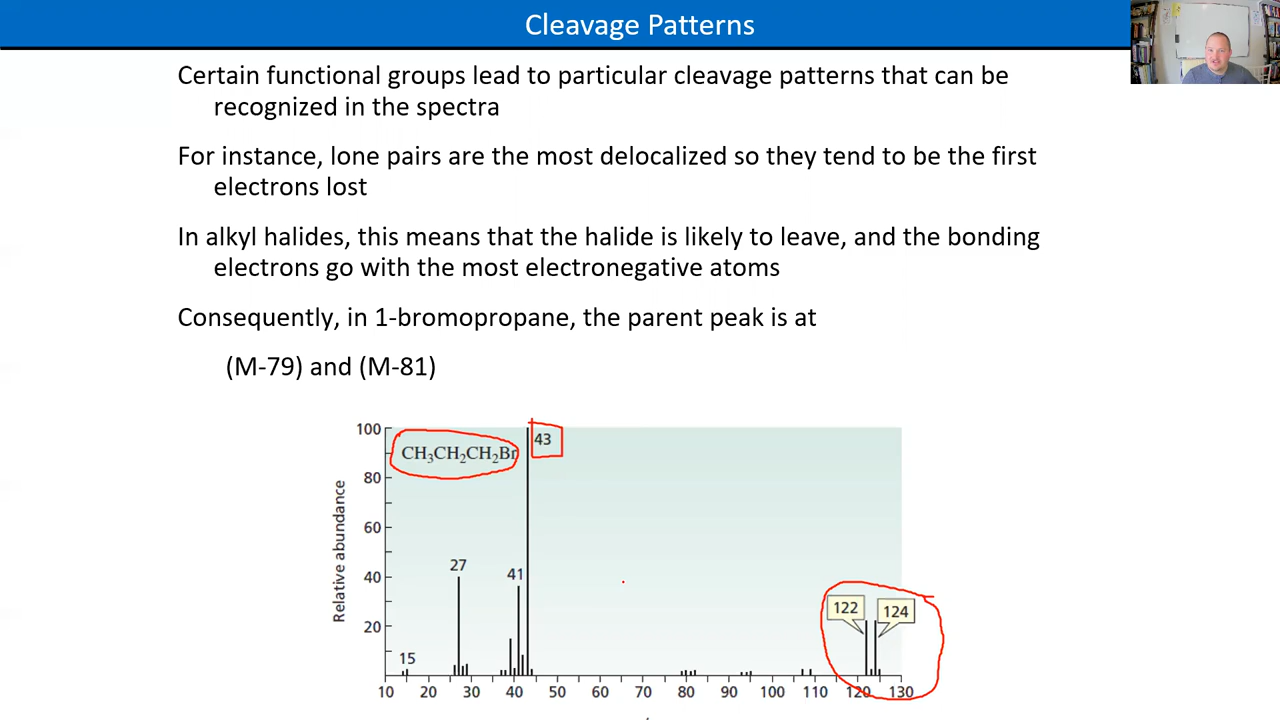 Cleavage Patterns
Certain functional groups lead to particular cleavage patterns that can be
recognized in the spectra
For instance, lone pairs are the most delocalized so they tend to be the first
electrons lost
In alkyl halides, this means that the halide is likely to leave, and the bonding
electrons go with the most electronegative atoms
Consequently, in 1-bromopropane, the parent peak is at
(M-79) and (M-81)
100
CH₃CH₂CH₂Br
43
80
60
Relative abundance
27
41
40
122
124
20
15
10 20 30 40 50 60 70 80 90 100 110 120 130